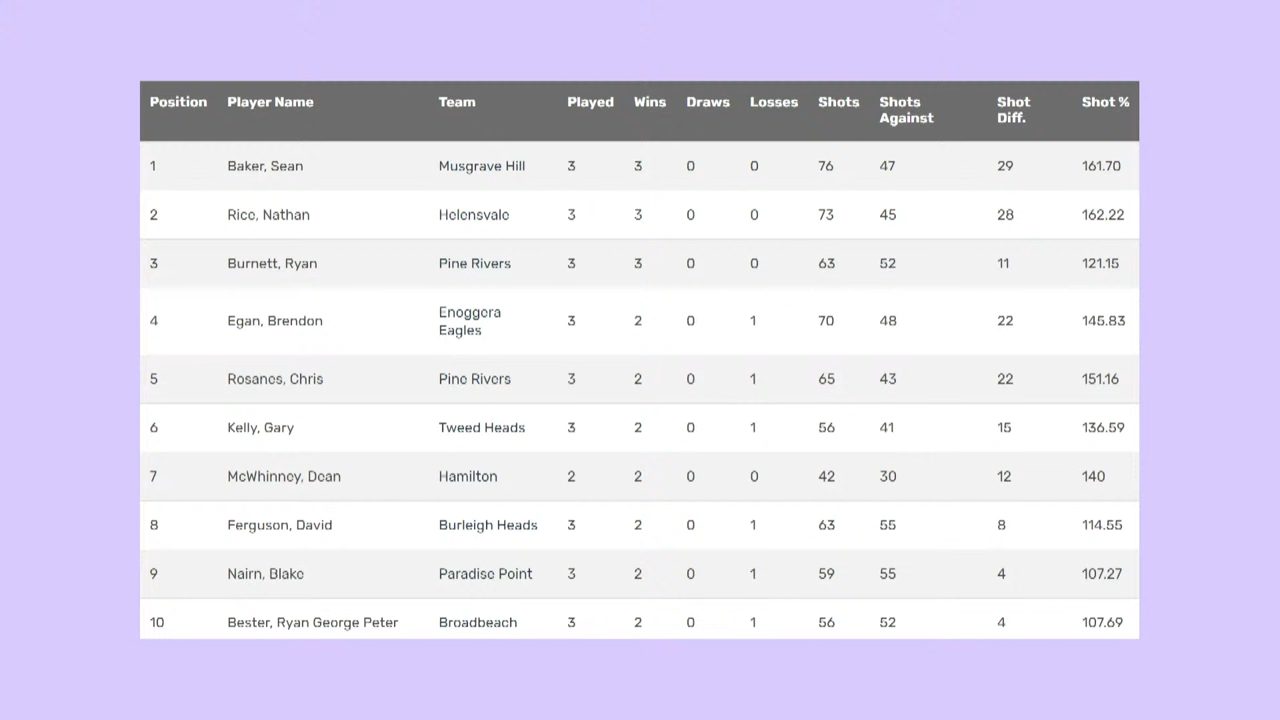 Position Player Name Team Played Wins Draws Losses Shots Shots Against Shot Diff. Shot %
1 Baker, Sean Musgrave Hill 3 3 0 0 76 47 29 161.70
2 Rice, Nathan Helensvale 3 3 0 0 73 45 28 162.22
3 Burnett, Ryan Pine Rivers 3 3 0 0 63 52 11 121.15
4 Egan, Brendon Enoggera Eagles 3 2 0 1 70 48 22 145.83
5 Rosanes, Chris Pine Rivers 3 2 0 1 65 43 22 151.16
6 Kelly, Gary Tweed Heads 3 2 0 1 56 41 15 136.59
7 McWhinney, Dean Hamilton 2 2 0 0 42 30 12 140
8 Ferguson, David Burleigh Heads 3 2 0 1 63 55 8 114.55
9 Nairn, Blake Paradise Point 3 2 0 1 59 55 4 107.27
10 Bester, Ryan George Peter Broadbeach 3 2 0 1 56 52 4 107.69